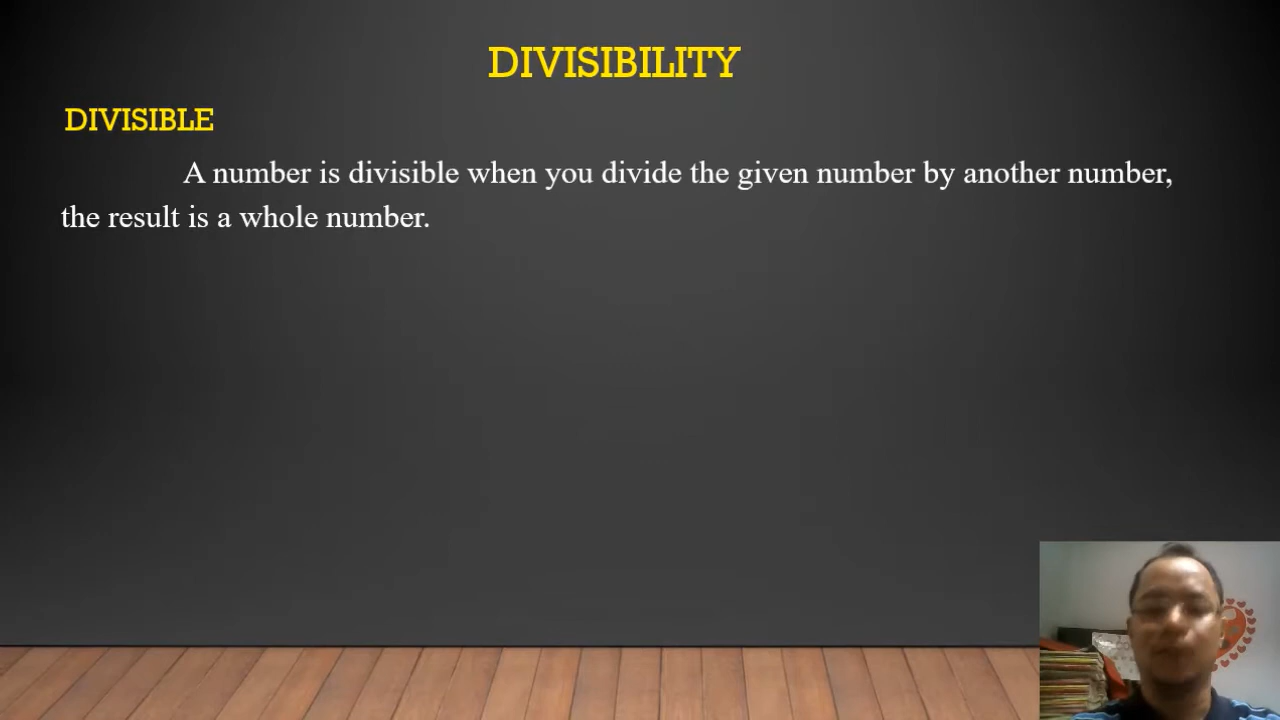 DIVISIBILITY
DIVISIBLE
A number is divisible when you divide the given number by another number,
the result is a whole number.